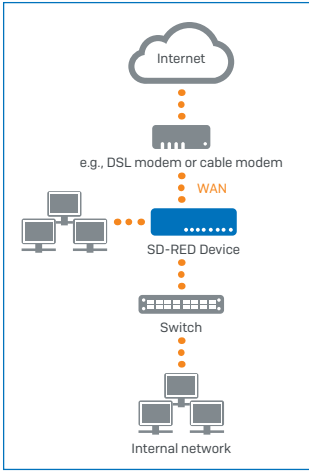 Internet
e.g., DSL modem or cable modem
WAN
SD-RED Device
Switch
Internal network